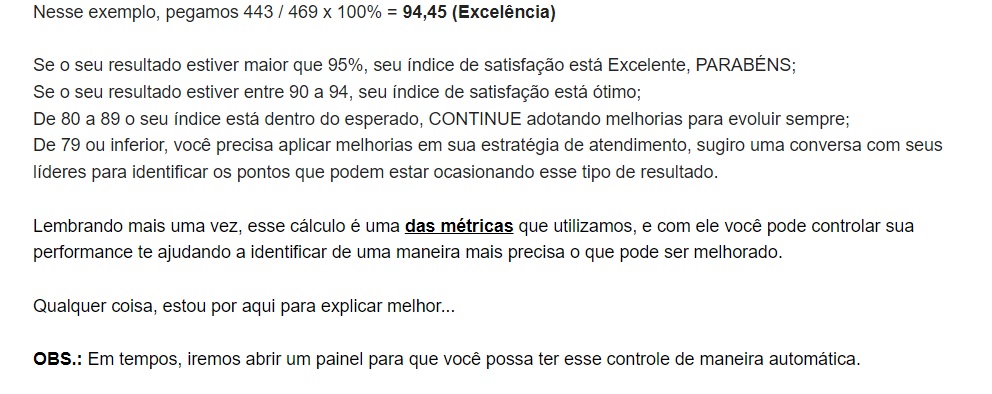 Nesse exemplo, pegamos 443 / 469 x 100% = 94,45 (Excelência)
Se o seu resultado estiver maior que 95%, seu índice de satisfação está Excelente, PARABÉNS;
Se o seu resultado estiver entre 90 a 94, seu índice de satisfação está ótimo;
De 80 a 89 o seu índice está dentro do esperado, CONTINUE adotando melhorias para evoluir sempre;
De 79 ou inferior, você precisa aplicar melhorias em sua estratégia de atendimento, sugiro uma conversa com seus
líderes para identificar os pontos que podem estar ocasionando esse tipo de resultado.
Lembrando mais uma vez, esse cálculo é uma das métricas que utilizamos, e com ele você pode controlar sua
performance te ajudando a identificar de uma maneira mais precisa o que pode ser melhorado.
Qualquer coisa, estou por aqui para explicar melhor...
OBS.: Em tempos, iremos abrir um painel para que você possa ter esse controle de maneira automática.